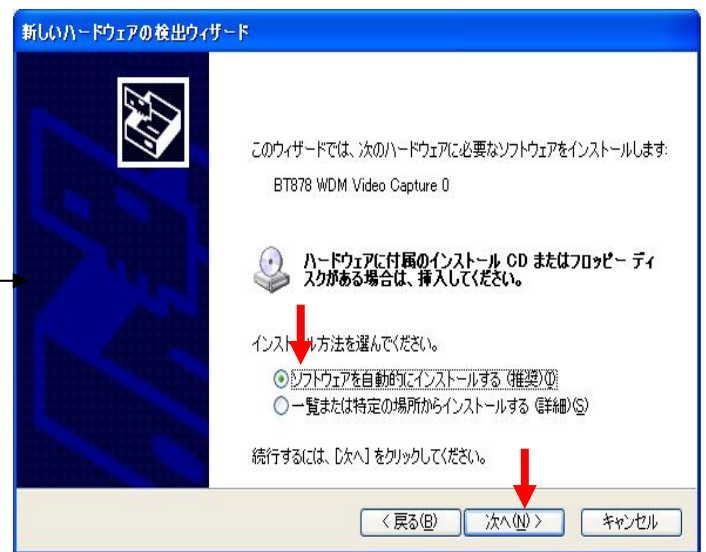 新しいハードウェアの検出ウィザード
このウィザードでは、次のハードウェアに必要なソフトウェアをインストールします:
BT878 WDM Video Capture 0
ハードウェアに付属のインストール CD またはフロッピー ディ
スクがある場合は、挿入してください。
インストール方法を選んでください。
ソフトウェアを自動的にインストールする (推奨)(I)
一覧または特定の場所からインストールする (詳細)(S)
続行するには、[次へ] をクリックしてください。
< 戻る(B)
次へ(N) >
キャンセル